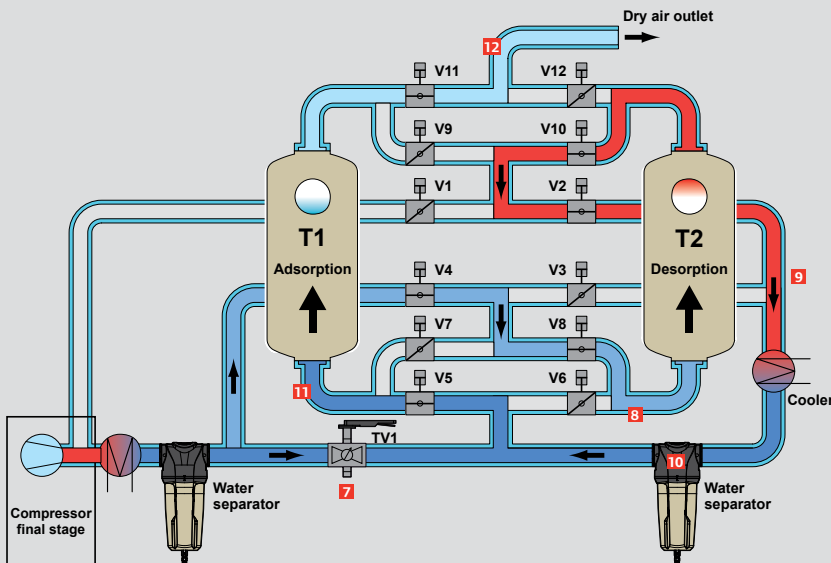 Dry air outlet
12
V11
V12
V9
V10
V1
V2
T1
Adsorption
T2
Desorption
V4
V3
9
V7
V8
11
V5
V6
8
Cooler
TV1
10
7
Water
separator
Water
separator
Compressor
final stage